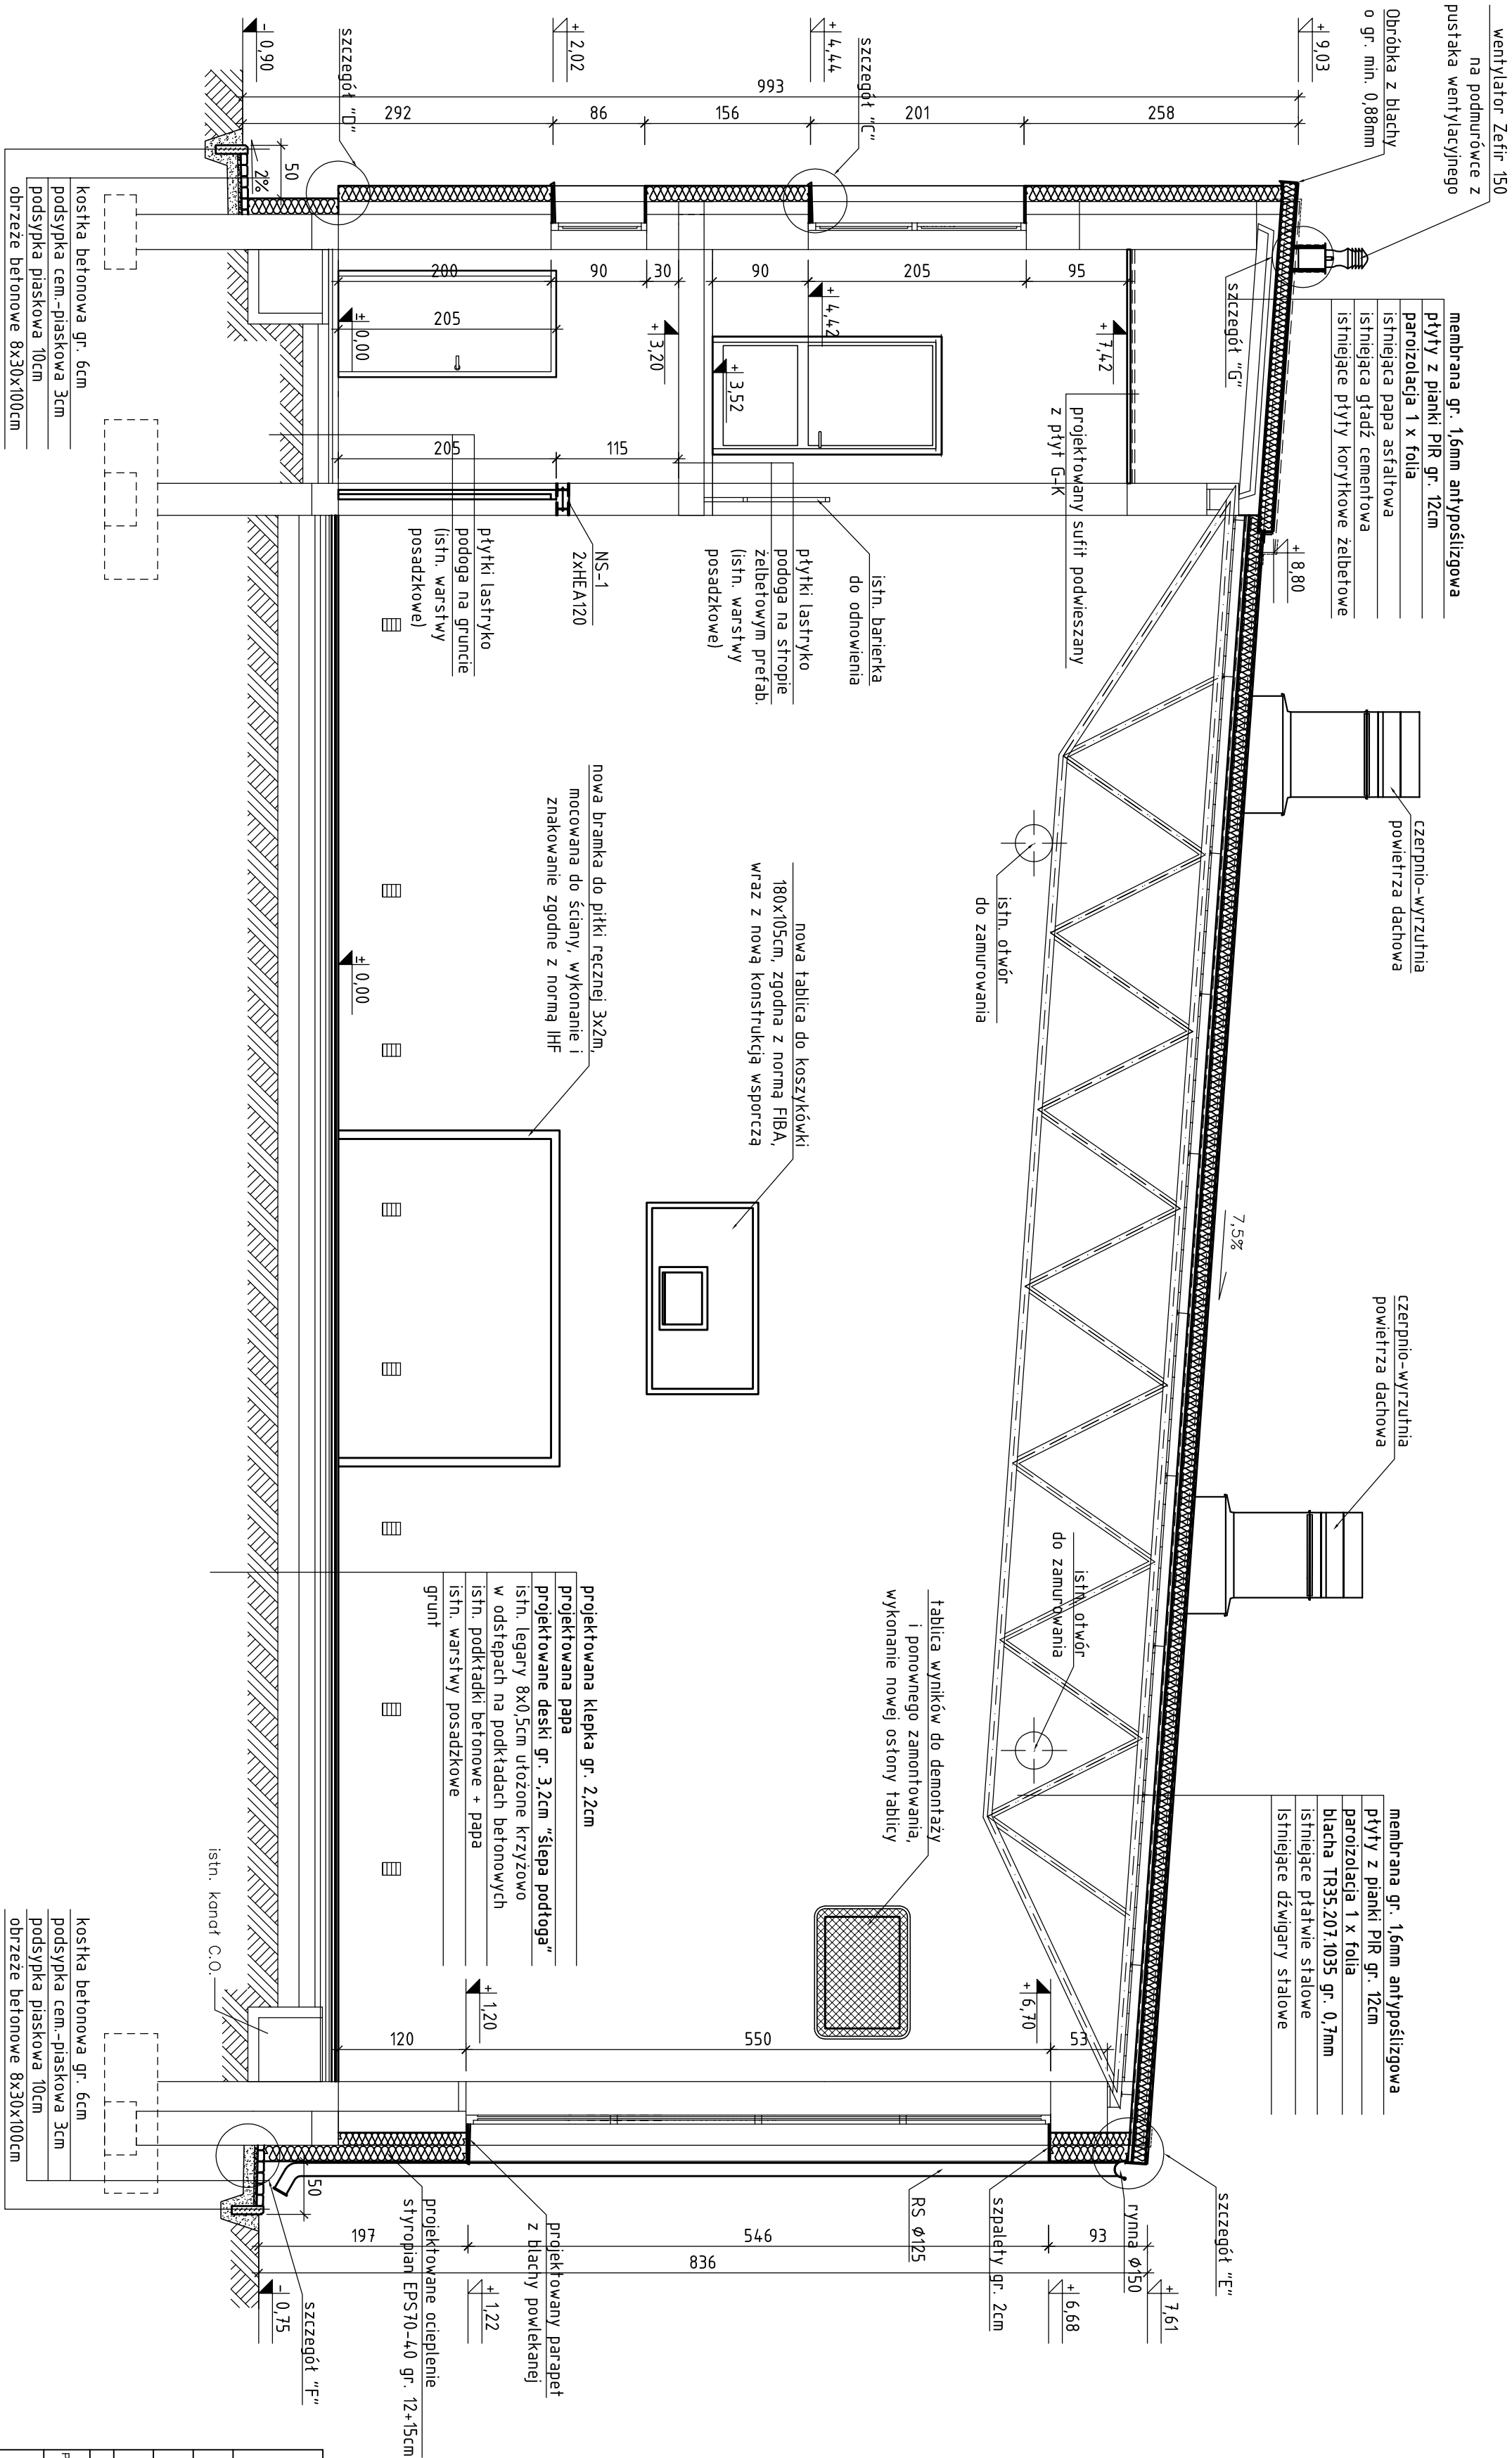 wentylator Zefir 150
na podmurówce z
pustaka wentylacyjnego
Obróbka z blachy
o gr. min. 0,88mm
+ 9,03
+ 4,44
+ 2,02
- 0,90
szczegół "C"
szczegół "D"
993
258
201
156
86
292
50
2%
kostka betonowa gr. 6cm
podsypka cem.-piaskowa 3cm
podsypka piaskowa 10cm
obrzeże betonowe 8x30x100cm
membrana gr. 1,6mm antypoślizgowa
płyty z pianki PIR gr. 12cm
paroizolacja 1 x folia
istniejąca papa asfaltowa
istniejąca gładź cementowa
istniejące płyty korytkowe żelbetowe
szczegół "G"
+ 8,80
95
205
90
30
90
200
205
+ 7,42
+ 4,42
+ 3,52
+ 3,20
± 0,00
115
205
projektowany sufit podwieszany
z płyt G-K
istn. barierka
do odnowienia
płytki lastryko
podoga na stropie
żelbetowym prefab.
(istn. warstwy
posadzkowe)
NS-1
2xHEA120
płytki lastryko
podoga na gruncie
(istn. warstwy
posadzkowe)
czerpnio-wyrzutnia
powietrza dachowa
istn. otwór
do zamurowania
nowa tablica do koszykówki
180x105cm, zgodna z normą FIBA,
wraz z nową konstrukcją wsporczą
nowa bramka do piłki ręcznej 3x2m,
mocowana do ściany, wykonanie i
znakowanie zgodne z normą IHF
± 0,00
7,5%
czerpnio-wyrzutnia
powietrza dachowa
istn. otwór
do zamurowania
tablica wyników do demontaży
i ponownego zamontowania,
wykonanie nowej osłony tablicy
projektowana klepka gr. 2,2cm
projektowana papa
projektowane deski gr. 3,2cm "ślepa podłoga"
istn. legary 8x0,5cm ułożone krzyżowo
w odstępach na podkładach betonowych
istn. podkładki betonowe + papa
istn. warstwy posadzkowe
grunt
membrana gr. 1,6mm antypoślizgowa
płyty z pianki PIR gr. 12cm
paroizolacja 1 x folia
blacha TR35.207.1035 gr. 0,7mm
istniejące płatwie stalowe
Istniejące dźwigary stalowe
+ 6,70
+ 1,20
53
550
120
istn. kanał C.O.
kostka betonowa gr. 6cm
podsypka cem.-piaskowa 3cm
podsypka piaskowa 10cm
obrzeże betonowe 8x30x100cm
50
szczegół "E"
rynna Ø150
szpalety gr. 2cm
RS Ø125
projektowany parapet
z blachy powlekanej
projektowane ocieplenie
styropian EPS70-40 gr. 12+15cm
szczegół "F"
93
546
197
836
+ 7,61
+ 6,68
+ 1,22
- 0,75